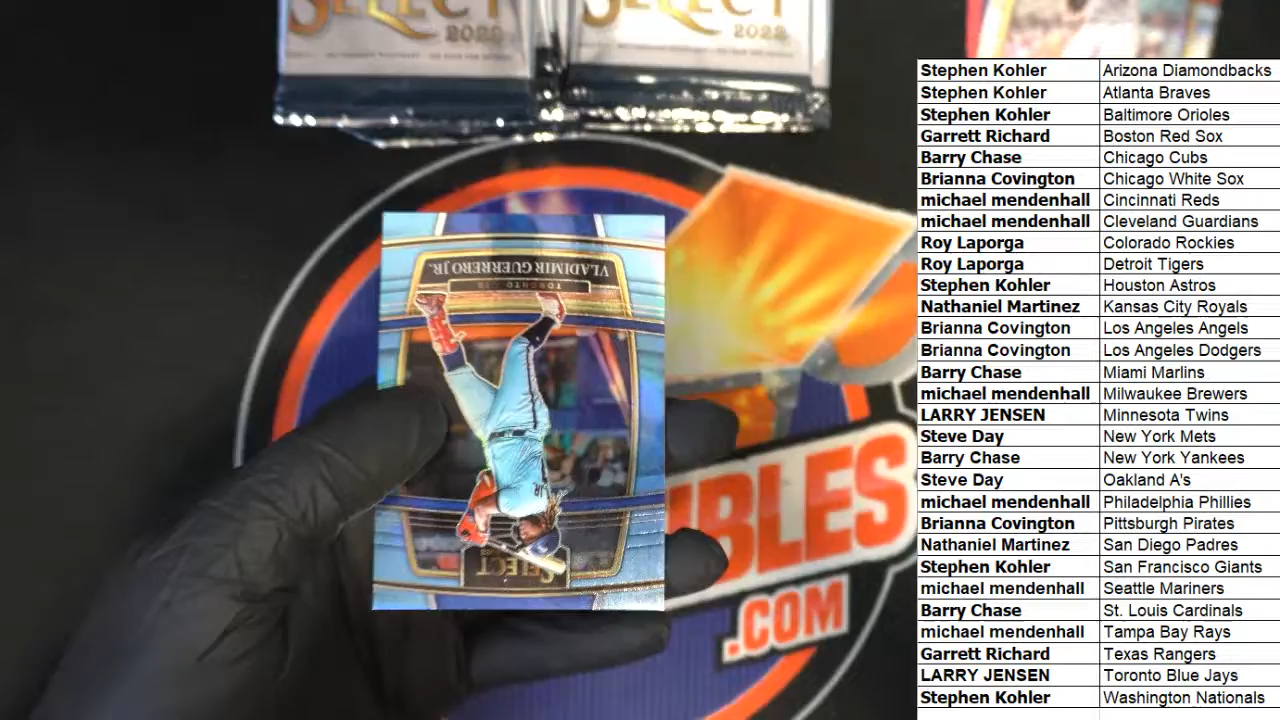 SELECT SELECT
2022 2022
Stephen Kohler Arizona Diamondbacks
Stephen Kohler Atlanta Braves
Stephen Kohler Baltimore Orioles
Garrett Richard Boston Red Sox
Barry Chase Chicago Cubs
Brianna Covington Chicago White Sox
michael mendenhall Cincinnati Reds
michael mendenhall Cleveland Guardians
Roy Laporga Colorado Rockies
Roy Laporga Detroit Tigers
Stephen Kohler Houston Astros
Nathaniel Martinez Kansas City Royals
Brianna Covington Los Angeles Angels
Brianna Covington Los Angeles Dodgers
Barry Chase Miami Marlins
michael mendenhall Milwaukee Brewers
LARRY JENSEN Minnesota Twins
Steve Day New York Mets
Barry Chase New York Yankees
Steve Day Oakland A's
michael mendenhall Philadelphia Phillies
Brianna Covington Pittsburgh Pirates
Nathaniel Martinez San Diego Padres
Stephen Kohler San Francisco Giants
michael mendenhall Seattle Mariners
Barry Chase St. Louis Cardinals
michael mendenhall Tampa Bay Rays
Garrett Richard Texas Rangers
LARRY JENSEN Toronto Blue Jays
Stephen Kohler Washington Nationals
VLADIMIR GUERRERO JR.
TORONTO
SELECT
.COM